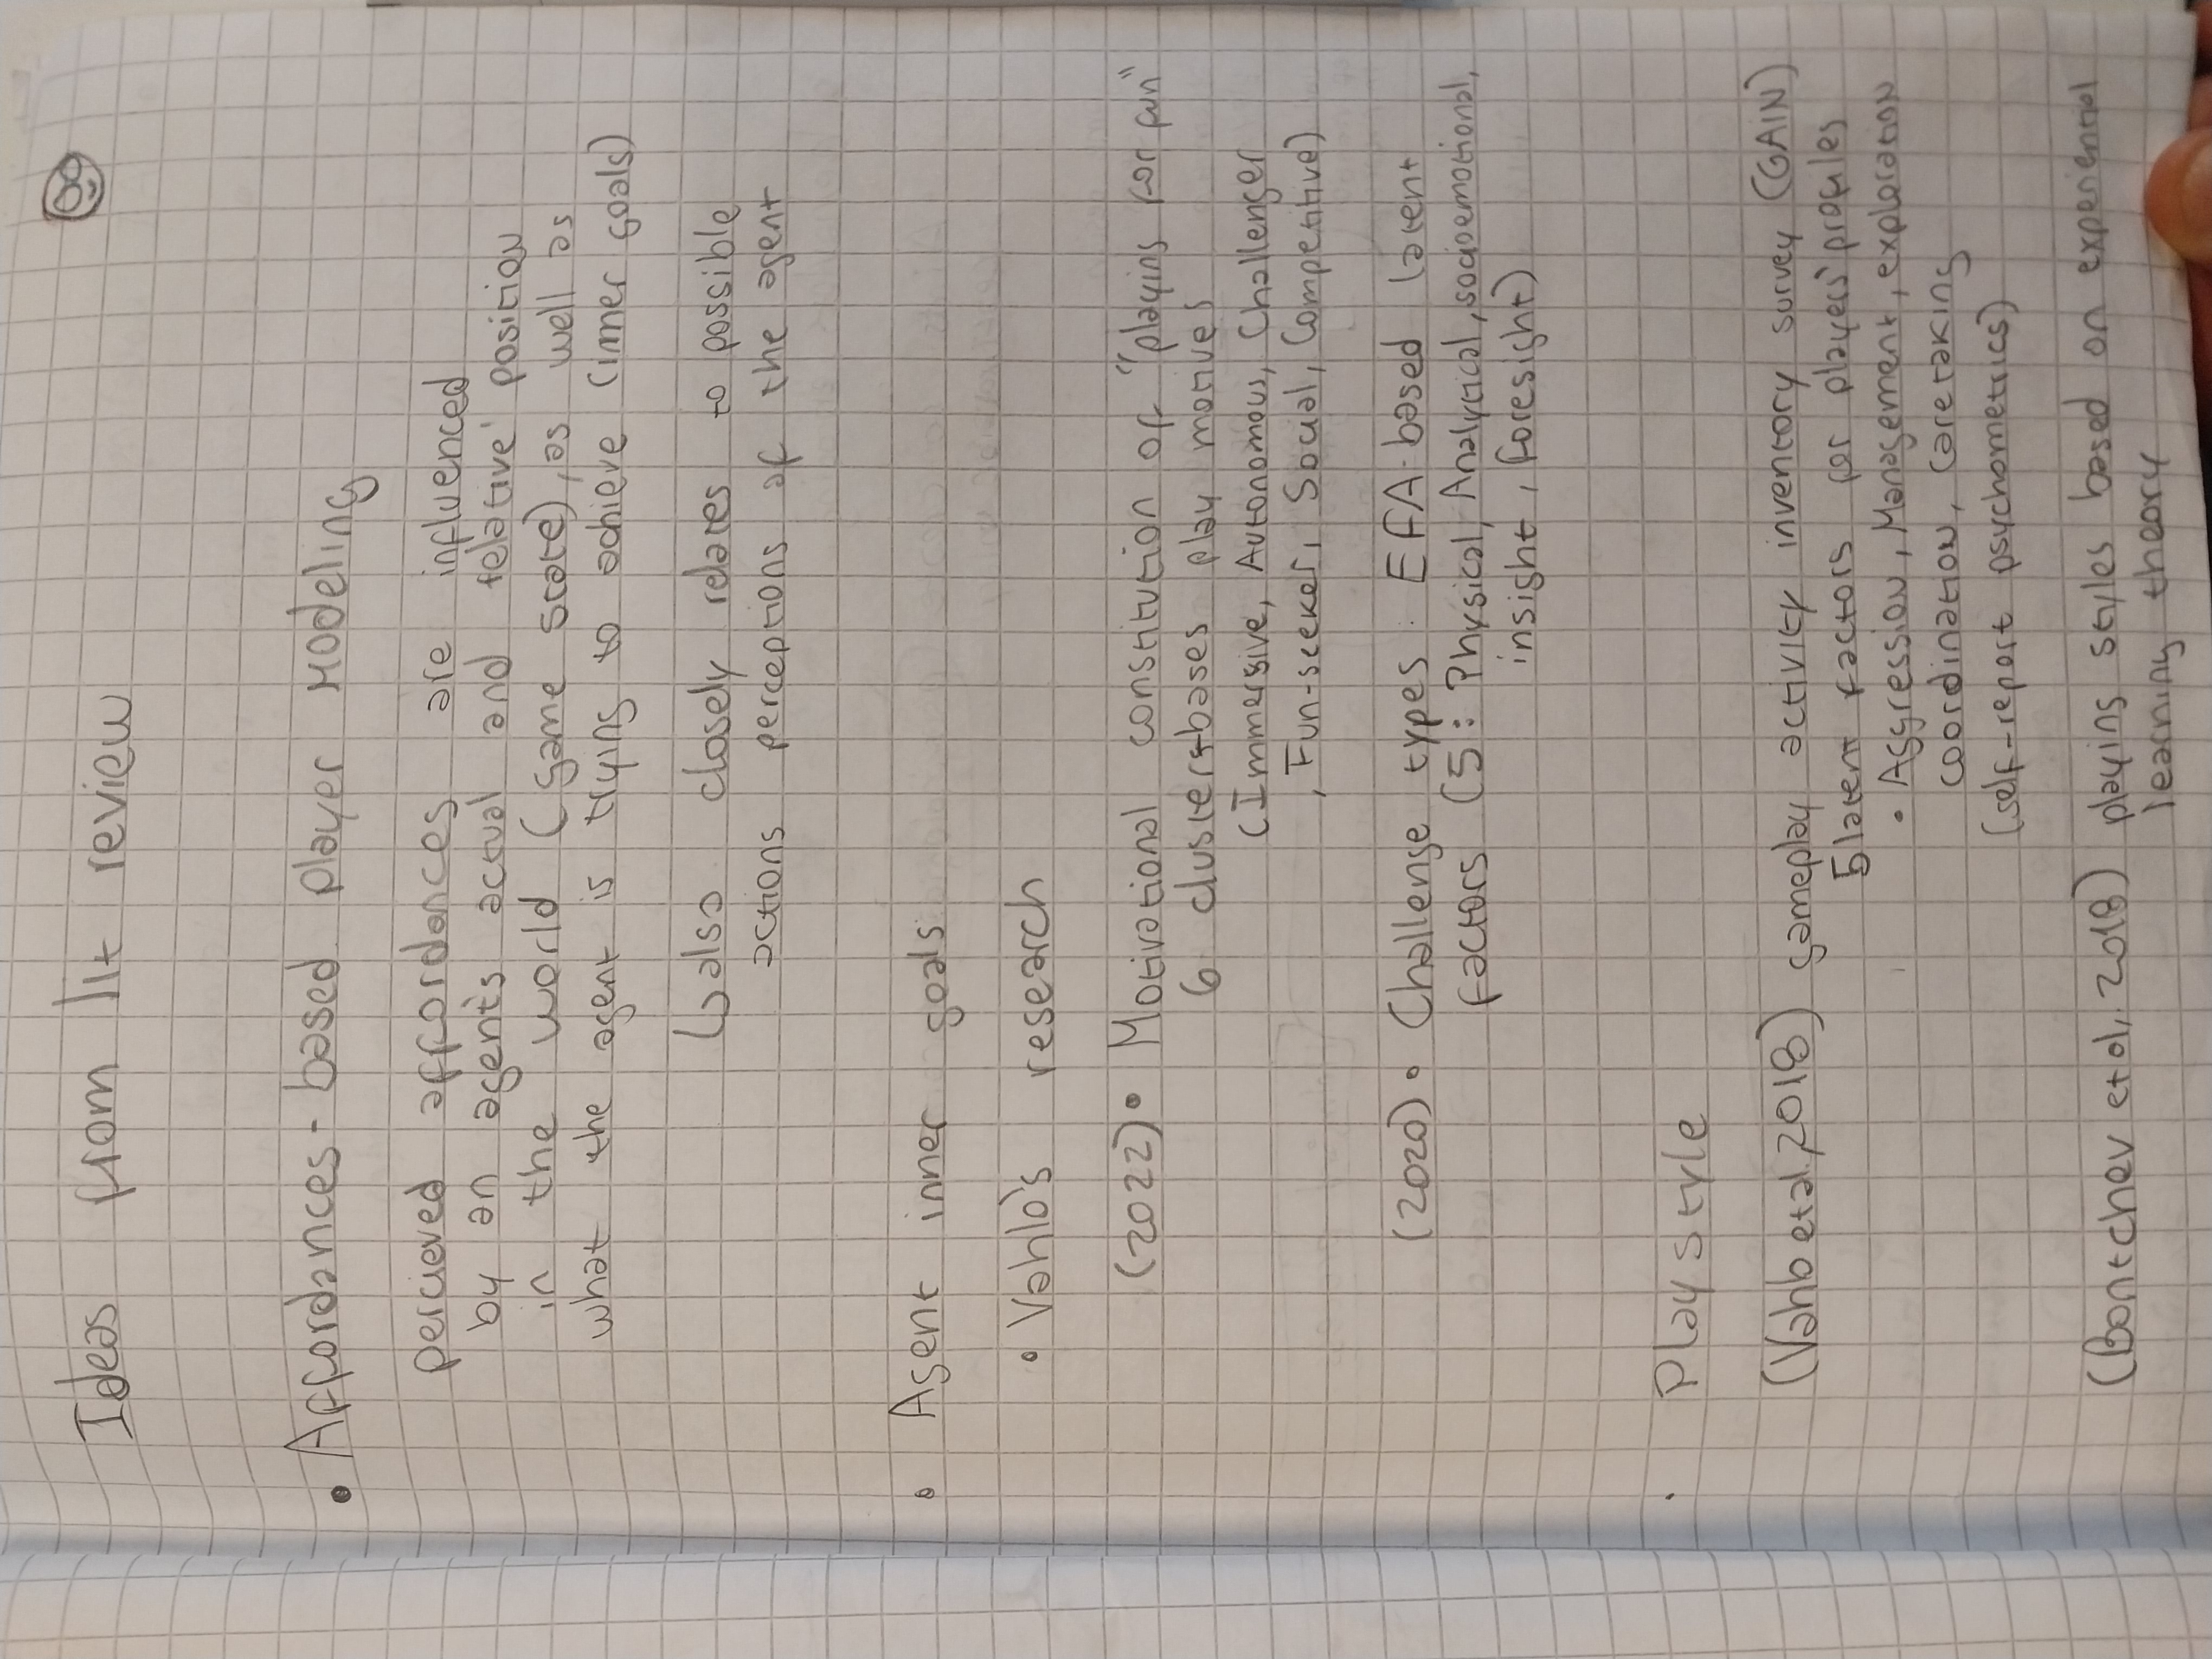 Ideas from lit review
• Affordances-based player modeling
percieved affordances are influenced
by an agent's actual and relative position
in the world (game state), as well as
what the agent is trying to achieve (inner goals)
↳ also closely relates to possible
actions perceptions of the agent
• Agent inner goals
• Vahlo's research
(2022) • Motivational constitution of "playing for fun"
6 clusters-bases play motives
(Immersive, Autonomous, Challenger
, Fun-seeker, Social, Competitive)
(2020) • Challenge types: EFA-based latent
factors (5: Physical, Analytical, socioemotional,
insight, foresight)
• Play style
(Vahlo et al., 2018) gameplay activity inventory survey (GAIN)
5 latent factors for players' profiles
• Aggression, Management, exploration
coordination, caretaking
(self-report psychometrics)
(Bontchev et al., 2018) playing styles based on experiential
learning theory